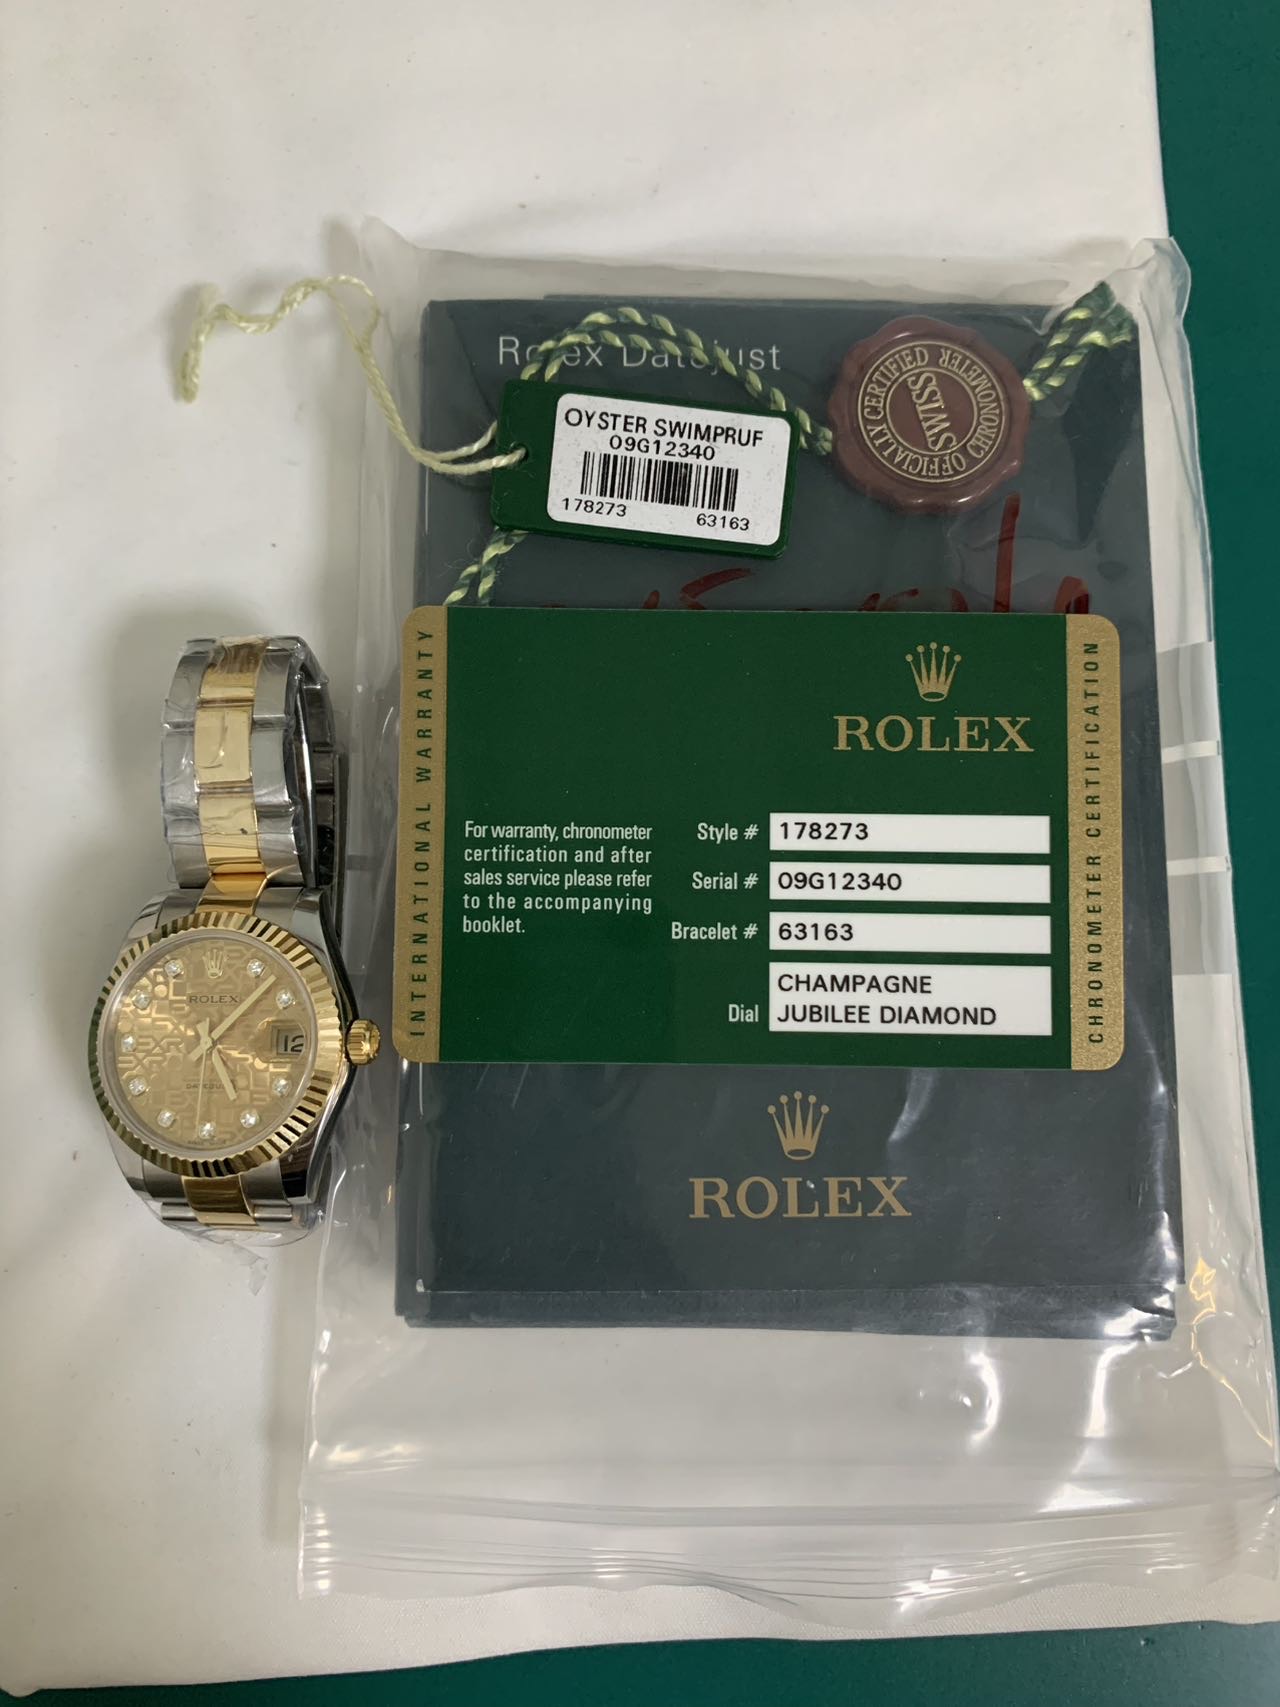 Rolex Datejust
OFFICIALLY CERTIFIED
SWISS
CHRONOMETER
OYSTER SWIMPRUF
09G12340
178273 63163
INTERNATIONAL WARRANTY
ROLEX
For warranty, chronometer
certification and after
sales service please refer
to the accompanying
booklet.
Style # 178273
Serial # 09G12340
Bracelet # 63163
Dial CHAMPAGNE
JUBILEE DIAMOND
CHRONOMETER CERTIFICATION
ROLEX
ROLEX
12
DATEJUST